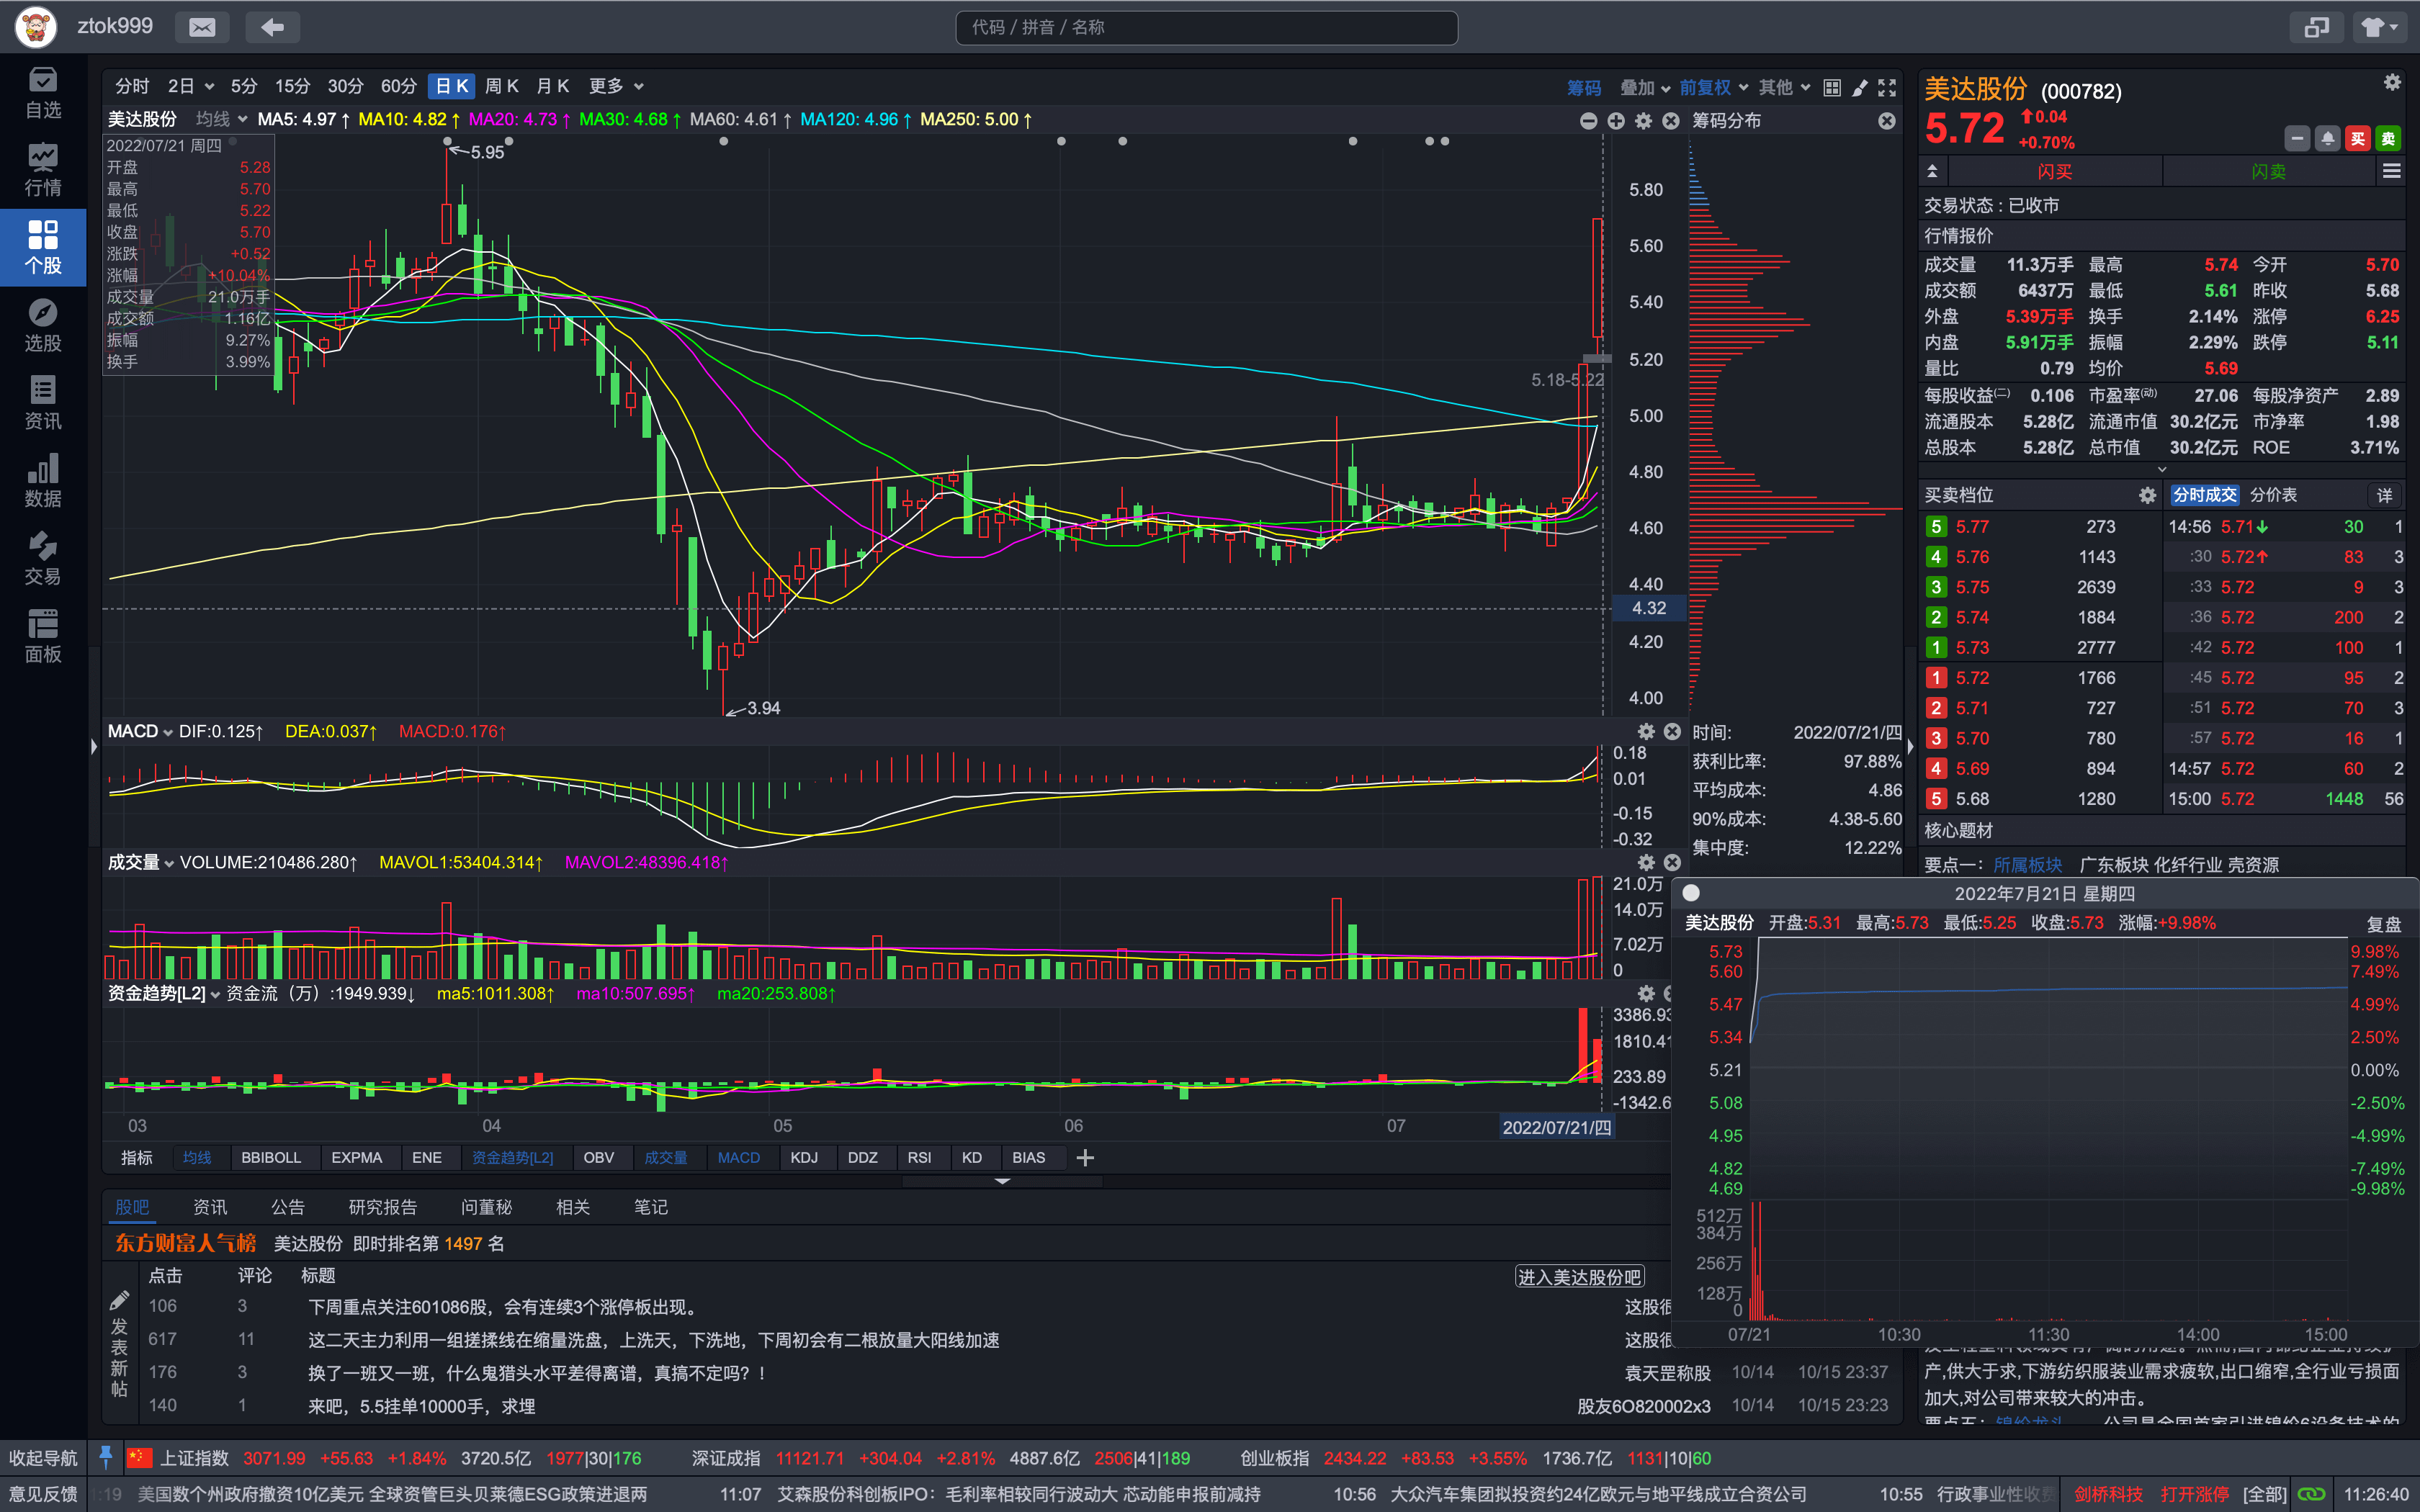 ztok999
代码 / 拼音 / 名称
自选
行情
个股
选股
资讯
数据
交易
面板
分时 2日 5分 15分 30分 60分 日K 周K 月K 更多
筹码 叠加 前复权 其他
美达股份 均线 MA5: 4.97↑ MA10: 4.82↑ MA20: 4.73↑ MA30: 4.68↑ MA60: 4.61↑ MA120: 4.96↑ MA250: 5.00↑
筹码分布
2022/07/21 周四
开盘 5.28
最高 5.70
最低 5.22
收盘 5.70
涨跌 +0.52
涨幅 +10.04%
成交量 21.0万手
成交额 1.16亿
振幅 9.27%
换手 3.99%
5.95
5.18-5.22
3.94
5.80
5.60
5.40
5.20
5.00
4.80
4.60
4.40
4.32
4.20
4.00
MACD DIF:0.125↑ DEA:0.037↑ MACD:0.176↑
0.18
0.01
-0.15
-0.32
时间: 2022/07/21/四
获利比率: 97.88%
平均成本: 4.86
90%成本: 4.38-5.60
集中度: 12.22%
成交量 VOLUME:210486.280↑ MAVOL1:53404.314↑ MAVOL2:48396.418↑
21.0万
14.0万
7.02万
0
资金趋势[L2] 资金流（万）:1949.939↓ ma5:1011.308↑ ma10:507.695↑ ma20:253.808↑
3386.93
1810.41
233.89
-1342.6
03 04 05 06 07 2022/07/21/四
指标 均线 BBIBOLL EXPMA ENE 资金趋势[L2] OBV 成交量 MACD KDJ DDZ RSI KD BIAS
股吧 资讯 公告 研究报告 问董秘 相关 笔记
东方财富人气榜 美达股份 即时排名第 1497 名
点击 评论 标题
进入美达股份吧
发表新帖
106 3 下周重点关注601086股，会有连续3个涨停板出现。 这股很
617 11 这二天主力利用一组搓揉线在缩量洗盘，上洗天，下洗地，下周初会有二根放量大阳线加速 这股很
176 3 换了一班又一班，什么鬼猎头水平差得离谱，真搞不定吗？！ 袁天罡称股 10/14 10/15 23:37
140 1 来吧，5.5挂单10000手，求埋 股友6O820002x3 10/14 10/15 23:23
美达股份 (000782)
5.72 0.04
+0.70%
买
卖
闪买 闪卖
交易状态 : 已收市
行情报价
成交量 11.3万手 最高 5.74 今开 5.70
成交额 6437万 最低 5.61 昨收 5.68
外盘 5.39万手 换手 2.14% 涨停 6.25
内盘 5.91万手 振幅 2.29% 跌停 5.11
量比 0.79 均价 5.69
每股收益(二) 0.106 市盈率(动) 27.06 每股净资产 2.89
流通股本 5.28亿 流通市值 30.2亿元 市净率 1.98
总股本 5.28亿 总市值 30.2亿元 ROE 3.71%
买卖档位
分时成交 分价表 详
5 5.77 273
4 5.76 1143
3 5.75 2639
2 5.74 1884
1 5.73 2777
1 5.72 1766
2 5.71 727
3 5.70 780
4 5.69 894
5 5.68 1280
14:56 5.71↓ 30 1
:30 5.72↑ 83 3
:33 5.72 9 3
:36 5.72 200 2
:42 5.72 100 1
:45 5.72 95 2
:51 5.72 70 3
:57 5.72 16 1
14:57 5.72 60 2
15:00 5.72 1448 56
核心题材
要点一: 所属板块 广东板块 化纤行业 壳资源
2022年7月21日 星期四
美达股份 开盘:5.31 最高:5.73 最低:5.25 收盘:5.73 涨幅:+9.98% 复盘
5.73 9.98%
5.60 7.49%
5.47 4.99%
5.34 2.50%
5.21 0.00%
5.08 -2.50%
4.95 -4.99%
4.82 -7.49%
4.69 -9.98%
512万
384万
256万
128万
0
07/21 10:30 11:30 14:00 15:00
产,供大于求,下游纺织服装业需求疲软,出口缩窄,全行业亏损面
加大,对公司带来较大的冲击。
要点五: 锦纶龙头 公司是全国首家引进锦纶6设备技术的
收起导航 上证指数 3071.99 +55.63 +1.84% 3720.5亿 1977|30|176 深证成指 11121.71 +304.04 +2.81% 4887.6亿 2506|41|189 创业板指 2434.22 +83.53 +3.55% 1736.7亿 1131|10|60
意见反馈 1:19 美国数个州政府撤资10亿美元 全球资管巨头贝莱德ESG政策进退两 11:07 艾森股份科创板IPO：毛利率相较同行波动大 芯动能申报前减持 10:56 大众汽车集团拟投资约24亿欧元与地平线成立合资公司 10:55 行政事业性收费 剑桥科技 打开涨停 [全部] 11:26:40